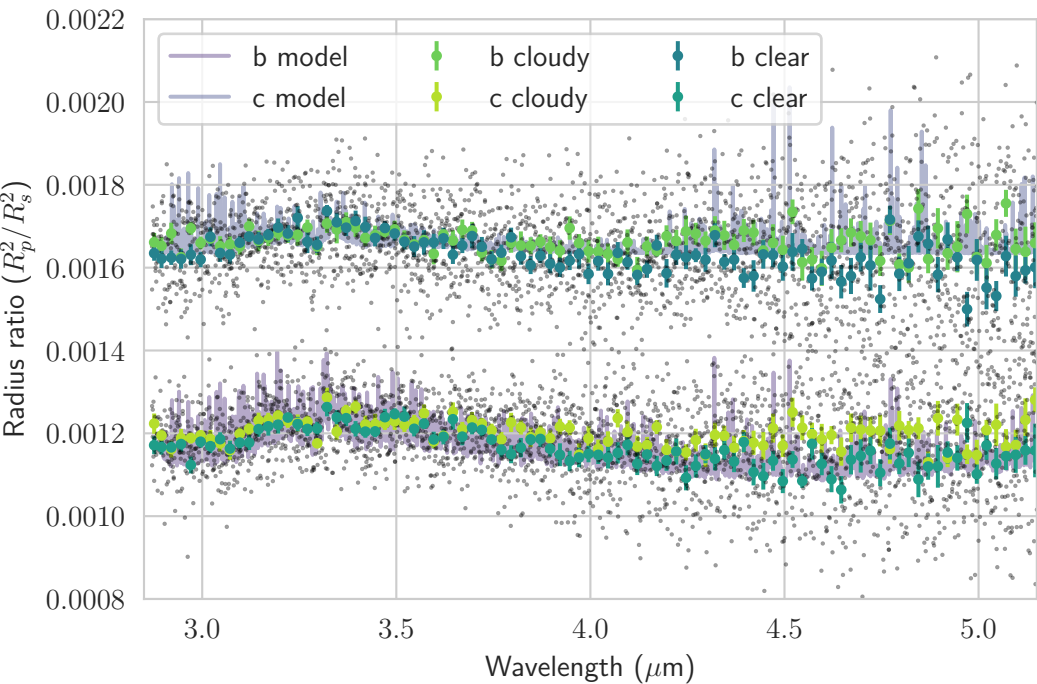 0.0022
0.0020
0.0018
0.0016
0.0014
0.0012
0.0010
0.0008
Radius ratio (R_p^2/R_s^2)
b model
c model
b cloudy
c cloudy
b clear
c clear
3.0 3.5 4.0 4.5 5.0
Wavelength (μm)